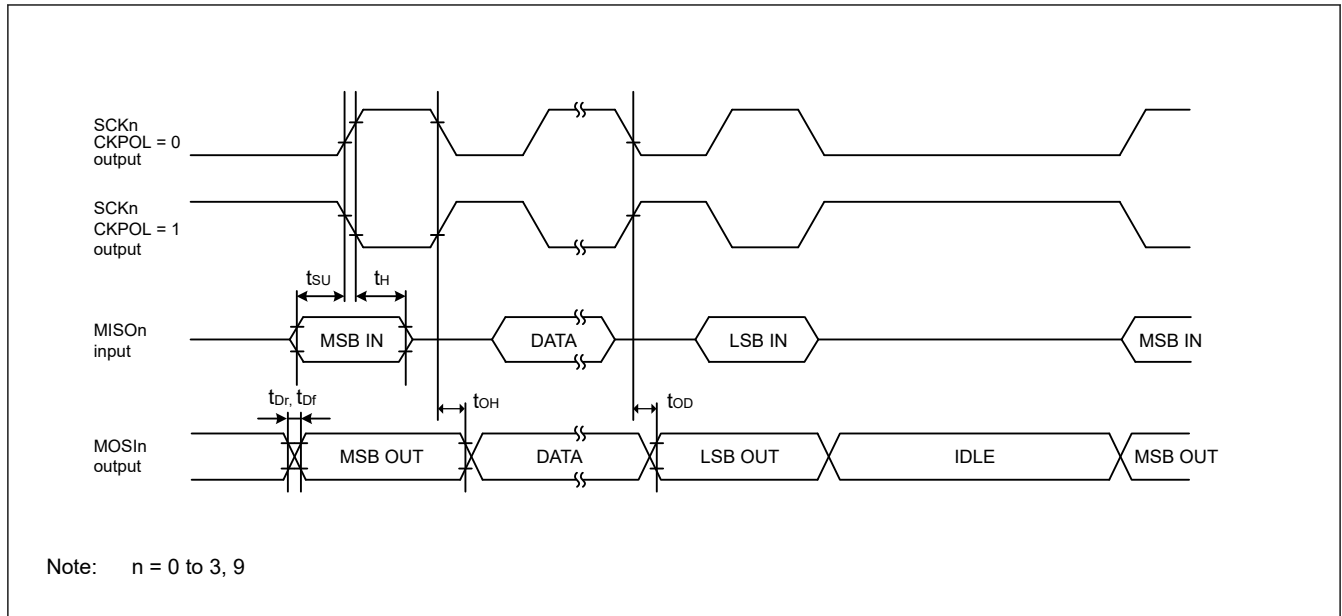 SCKn
CKPOL = 0
output
SCKn
CKPOL = 1
output
tSU
tH
MISOn
input
MSB IN
DATA
LSB IN
MSB IN
tDr, tDf
tOH
tOD
MOSIn
output
MSB OUT
DATA
LSB OUT
IDLE
MSB OUT
Note: n = 0 to 3, 9